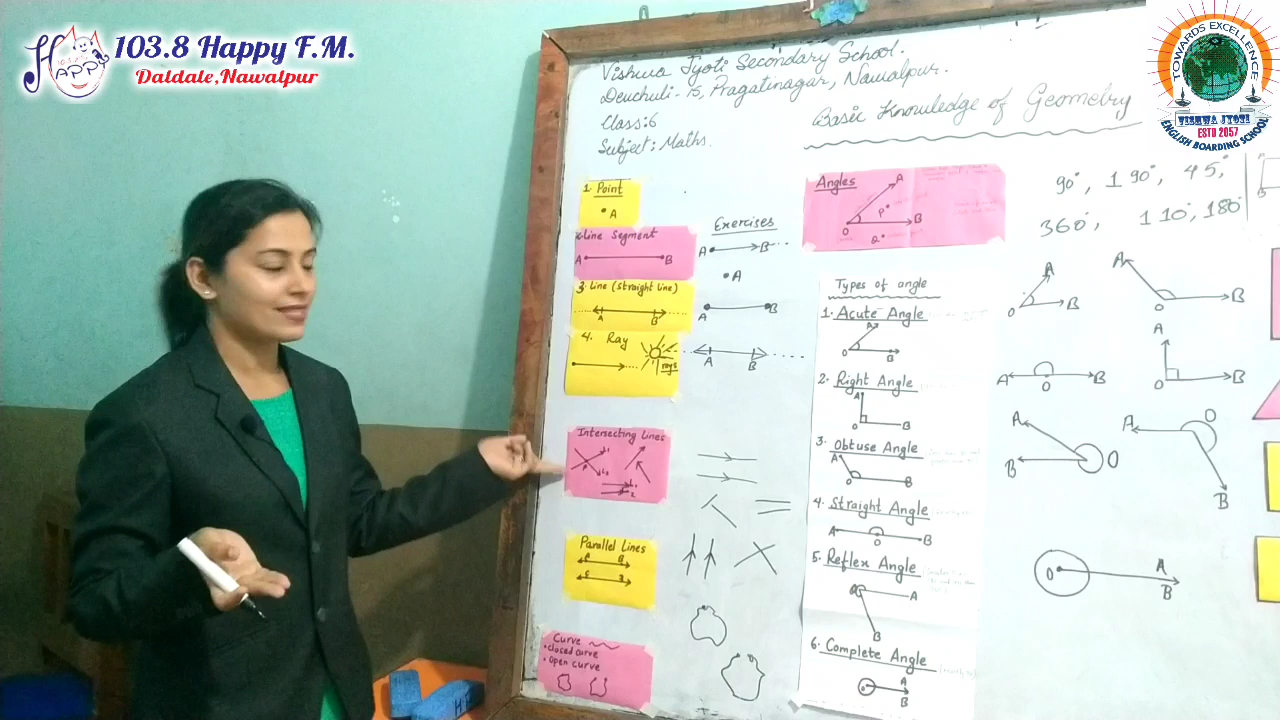 HAPPY
103.8 Happy F.M.
Daldale,Nawalpur
TOWARDS EXCELLENCE
VISHWA JYOTI
ESTD 2057
ENGLISH BOARDING SCHOOL
Vishwa Jyoti Secondary School.
Devchuli - 15, Pragatinagar, Nawalpur.
Class:6
Subject: Maths.
Basic Knowledge of Geometry
1. Point
A
2. Line Segment
A B
3. Line (Straight Line)
A B
4. Ray
rays
Intersecting Lines
Parallel Lines
A B
Curve
• closed curve
• open curve
Exercises
A B
A
A B
A B
Angles
A
P
O B
Q
Types of angle
1. Acute Angle
O B
2. Right Angle
A
O B
3. Obtuse Angle
A
O B
4. Straight Angle
A O B
5. Reflex Angle
O A
B
6. Complete Angle
O A
B
90°, 190°, 45°,
360°, 110°, 180°
A
O B
A
O B
A O B
A
O B
A
B O
A O
B
O A
B